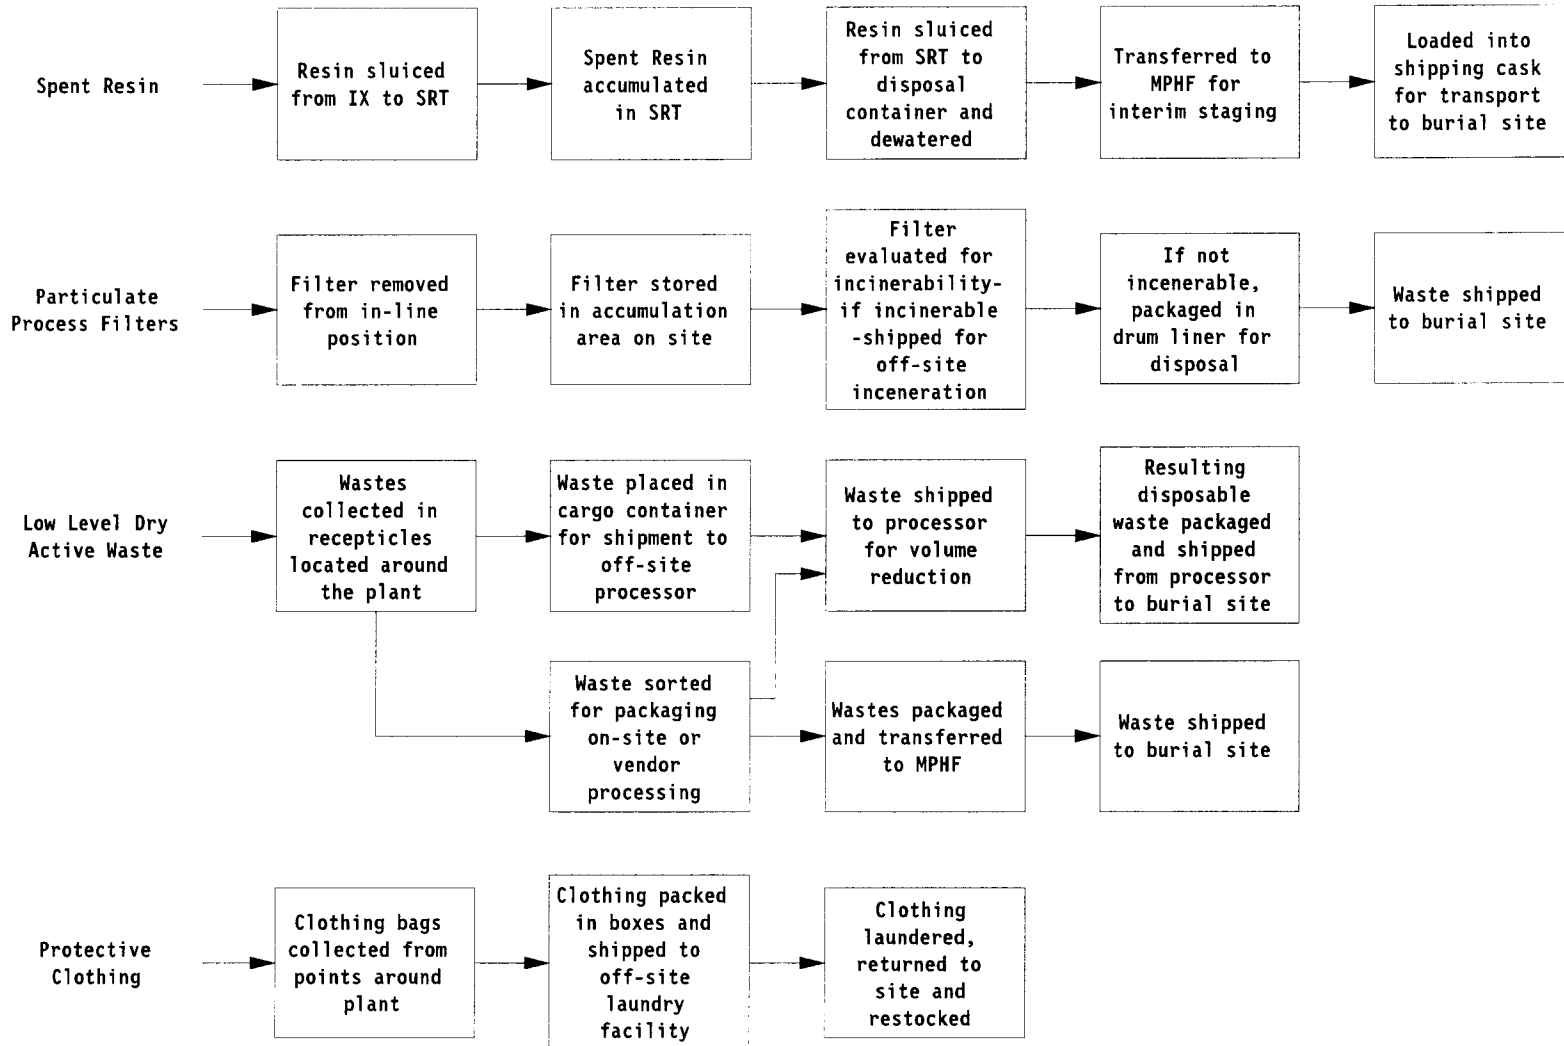 Spent Resin
Resin sluiced
from IX to SRT
Spent Resin
accumulated
in SRT
Resin sluiced
from SRT to
disposal
container and
dewatered
Transferred to
MPHF for
interim staging
Loaded into
shipping cask
for transport
to burial site
Particulate
Process Filters
Filter removed
from in-line
position
Filter stored
in accumulation
area on site
Filter
evaluated for
incinerability-
if incinerable
-shipped for
off-site
inceneration
If not
incenerable,
packaged in
drum liner for
disposal
Waste shipped
to burial site
Low Level Dry
Active Waste
Wastes
collected in
recepticles
located around
the plant
Waste placed in
cargo container
for shipment to
off-site
processor
Waste shipped
to processor
for volume
reduction
Resulting
disposable
waste packaged
and shipped
from processor
to burial site
Waste sorted
for packaging
on-site or
vendor
processing
Wastes packaged
and transferred
to MPHF
Waste shipped
to burial site
Protective
Clothing
Clothing bags
collected from
points around
plant
Clothing packed
in boxes and
shipped to
off-site
laundry
facility
Clothing
laundered,
returned to
site and
restocked